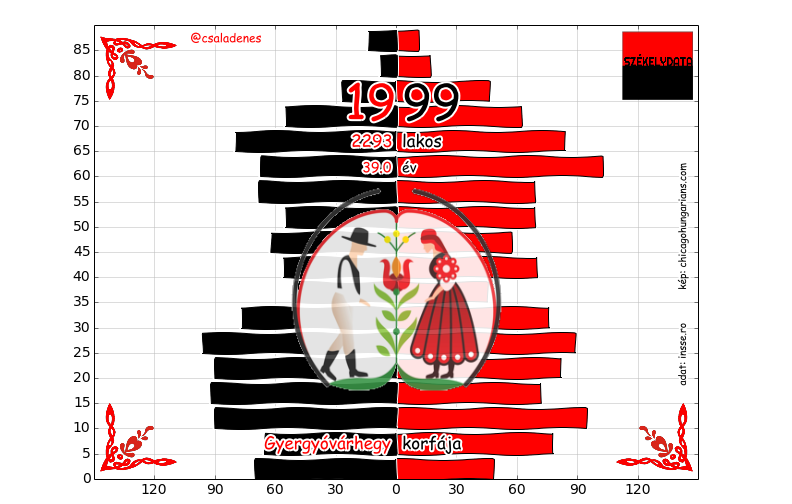 @csaladenes
SZÉKELYDATA
1999
2293 lakos
39.0 év
kép: chicagohungarians.com
adat: insse.ro
Gyergyóvárhegy korfája
85
80
75
70
65
60
55
50
45
40
35
30
25
20
15
10
5
0
120 90 60 30 0 30 60 90 120